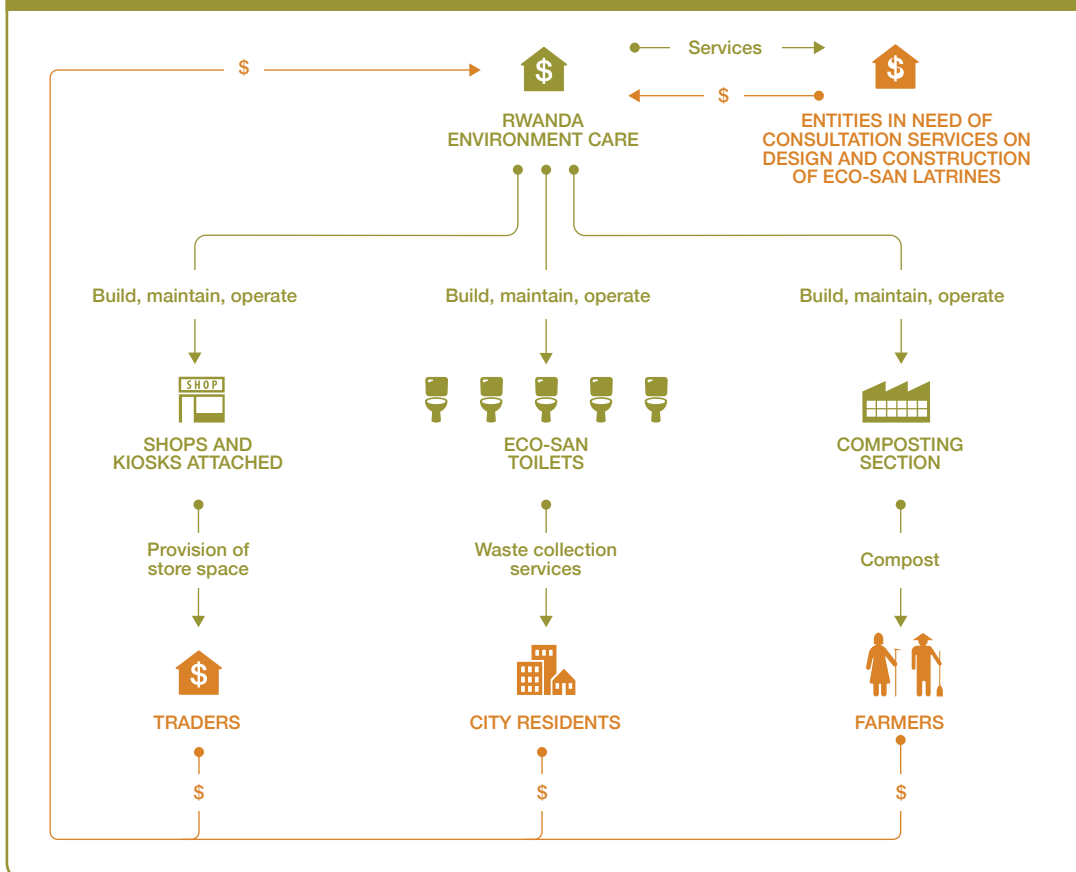 Services
$
$
$
$
RWANDA
ENVIRONMENT CARE
ENTITIES IN NEED OF
CONSULTATION SERVICES ON
DESIGN AND CONSTRUCTION
OF ECO-SAN LATRINES
Build, maintain, operate
Build, maintain, operate
Build, maintain, operate
SHOP
SHOPS AND
KIOSKS ATTACHED
ECO-SAN
TOILETS
COMPOSTING
SECTION
Provision of
store space
Waste collection
services
Compost
$
TRADERS
CITY RESIDENTS
FARMERS
$
$
$